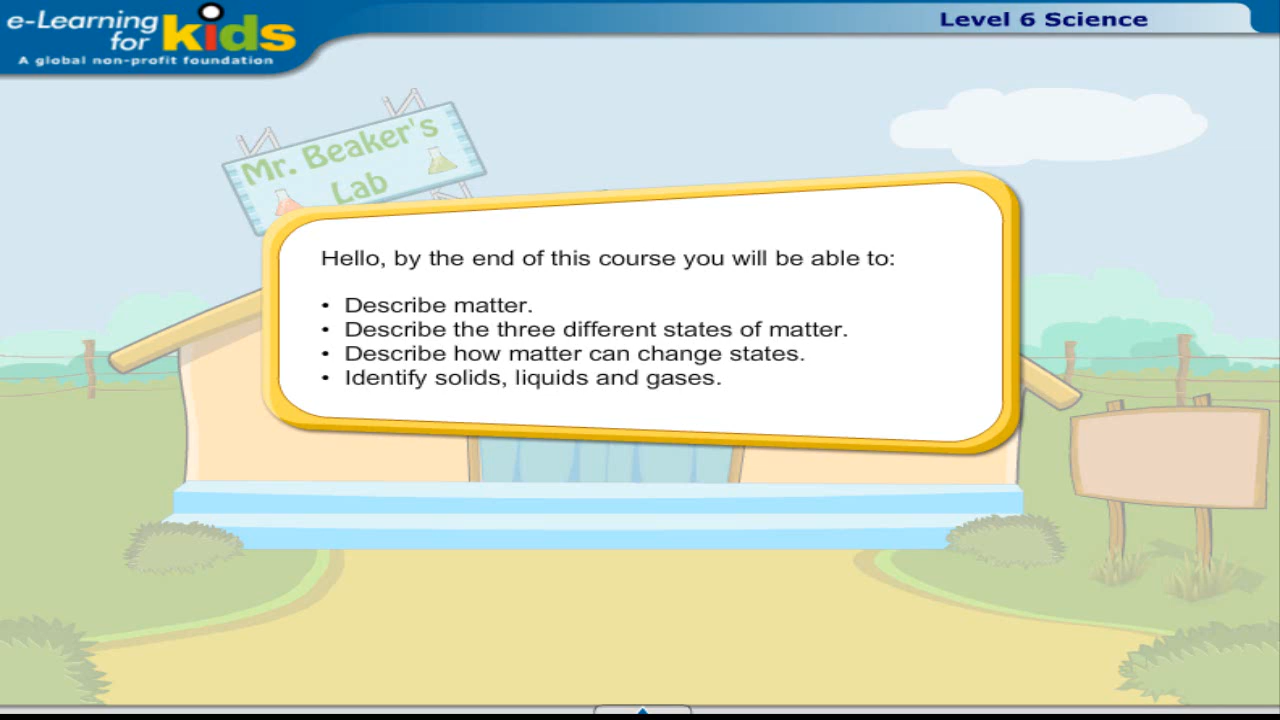 e-Learning
for kids
A global non-profit foundation
Level 6 Science
Mr. Beaker's
Lab
Hello, by the end of this course you will be able to:
• Describe matter.
• Describe the three different states of matter.
• Describe how matter can change states.
• Identify solids, liquids and gases.